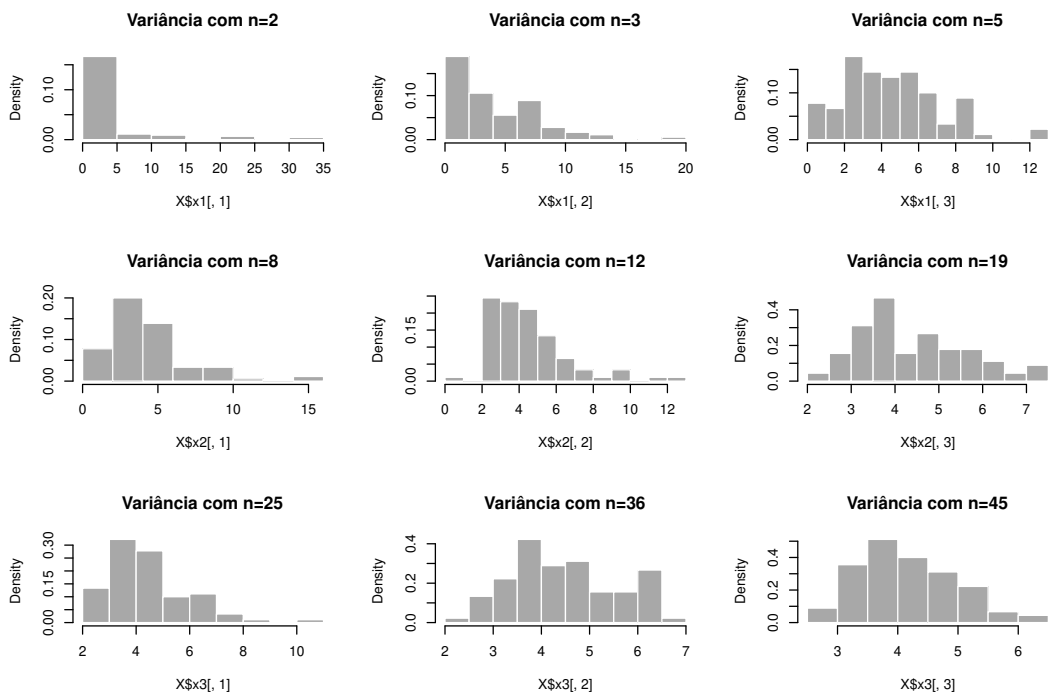 Variância com n=2
Density
0.00 0.10
0 5 10 15 20 25 30 35
X$x1[, 1]
Variância com n=3
Density
0.00 0.10
0 5 10 15 20
X$x1[, 2]
Variância com n=5
Density
0.00 0.10
0 2 4 6 8 10 12
X$x1[, 3]
Variância com n=8
Density
0.00 0.10 0.20
0 5 10 15
X$x2[, 1]
Variância com n=12
Density
0.00 0.15
0 2 4 6 8 10 12
X$x2[, 2]
Variância com n=19
Density
0.0 0.2 0.4
2 3 4 5 6 7
X$x2[, 3]
Variância com n=25
Density
0.00 0.15 0.30
2 4 6 8 10
X$x3[, 1]
Variância com n=36
Density
0.0 0.2 0.4
2 3 4 5 6 7
X$x3[, 2]
Variância com n=45
Density
0.0 0.2 0.4
3 4 5 6
X$x3[, 3]